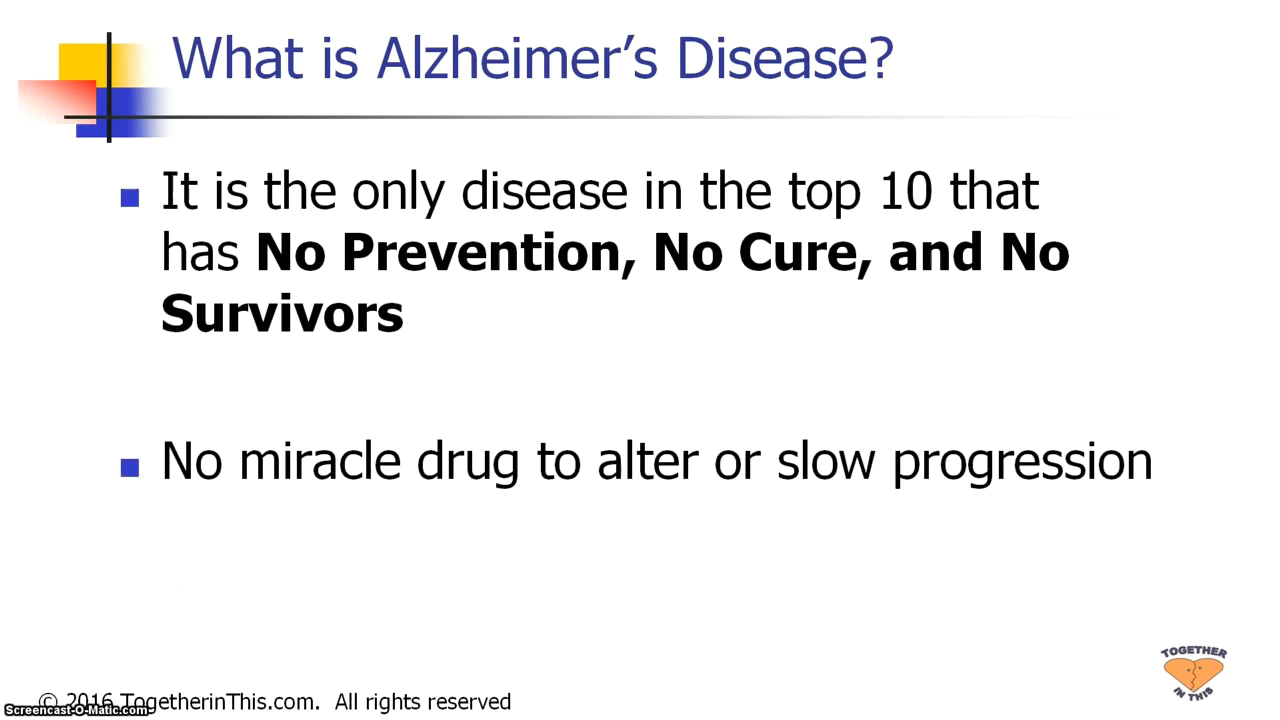 What is Alzheimer’s Disease?
It is the only disease in the top 10 that
has No Prevention, No Cure, and No
Survivors
No miracle drug to alter or slow progression
TOGETHER
IN THIS
© 2016 TogetherinThis.com. All rights reserved
Screencast-O-Matic.com